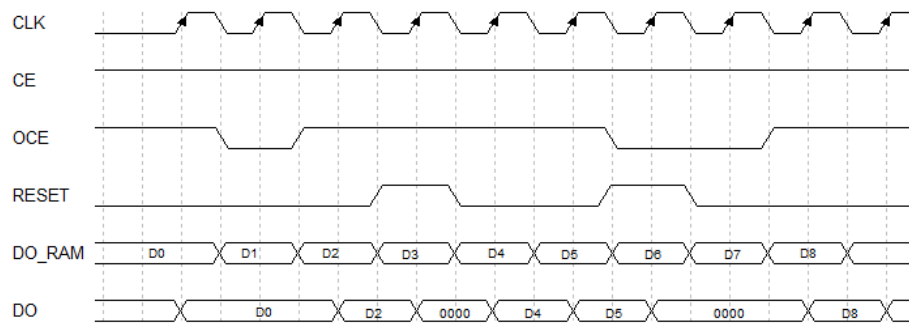 CLK
CE
OCE
RESET
DO_RAM D0 D1 D2 D3 D4 D5 D6 D7 D8
DO D0 D2 0000 D4 D5 0000 D8